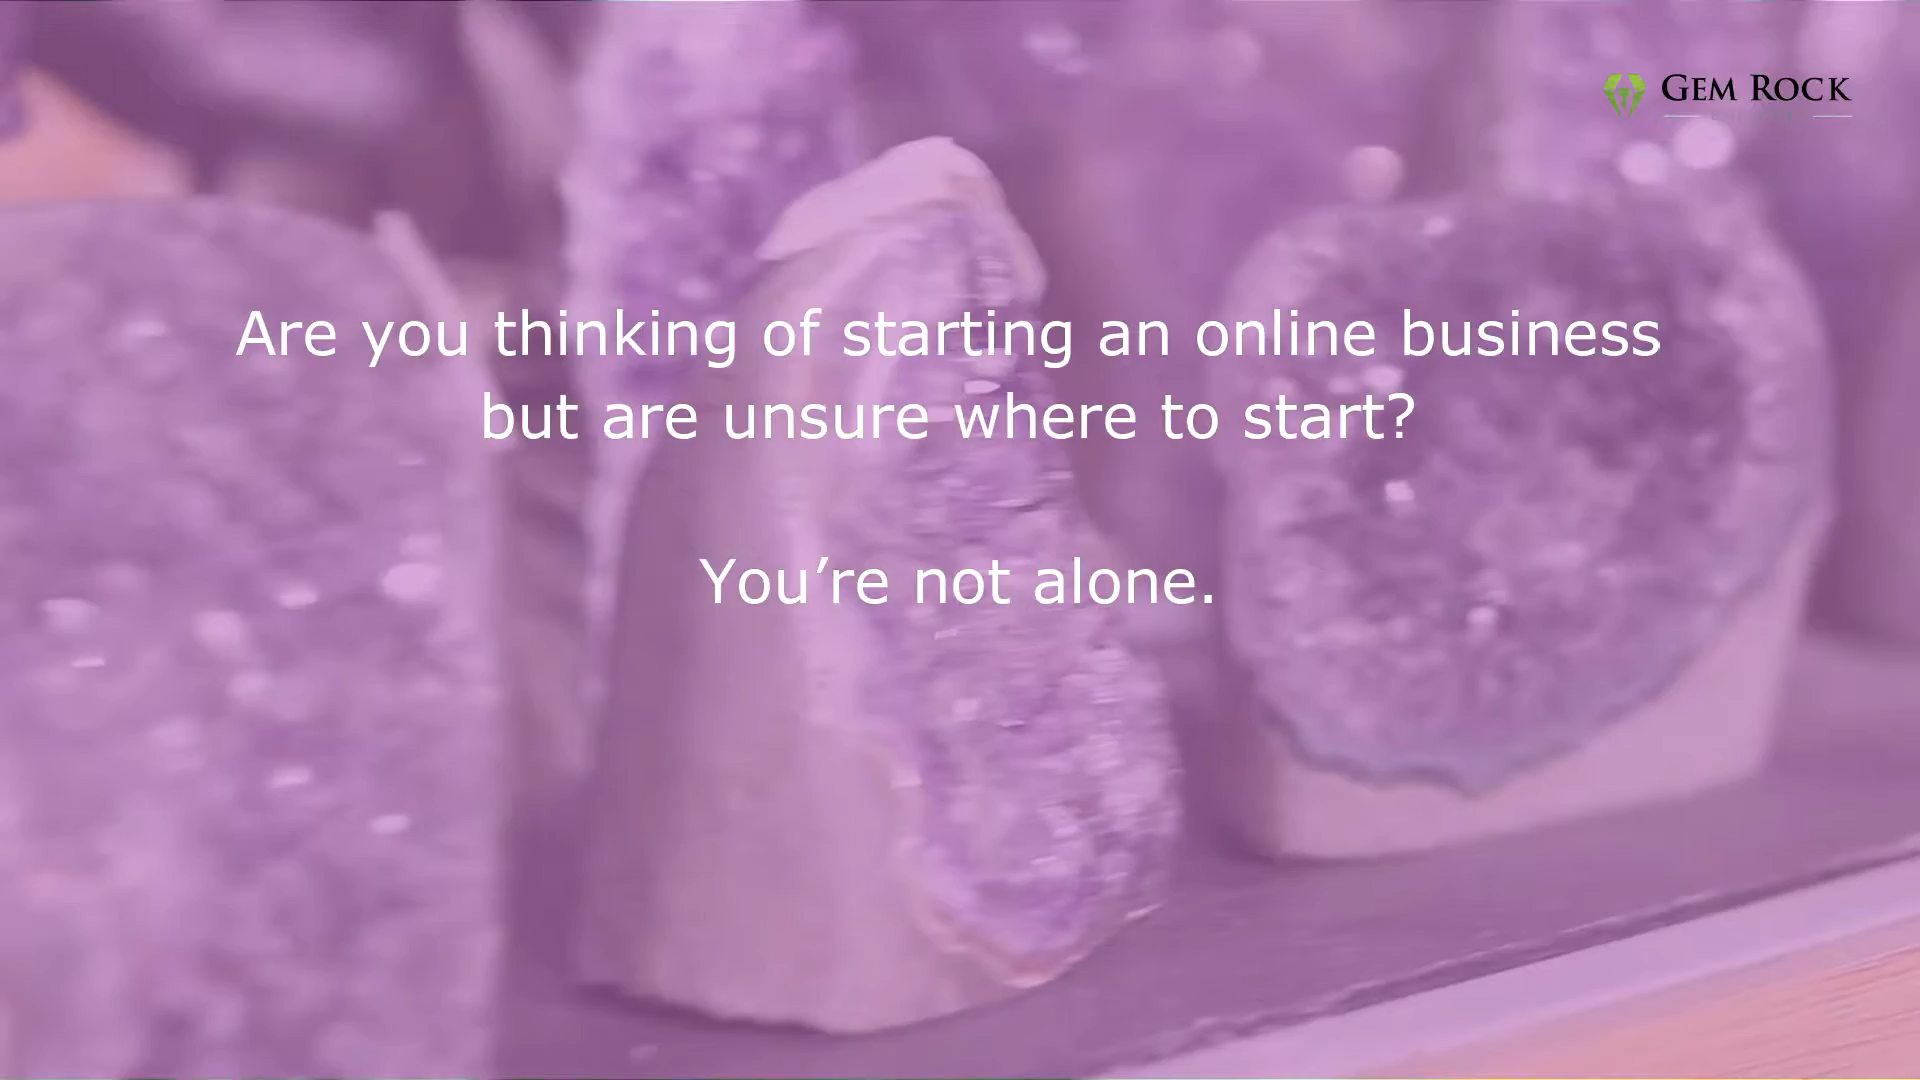 GEM ROCK
Are you thinking of starting an online business
but are unsure where to start?
You’re not alone.